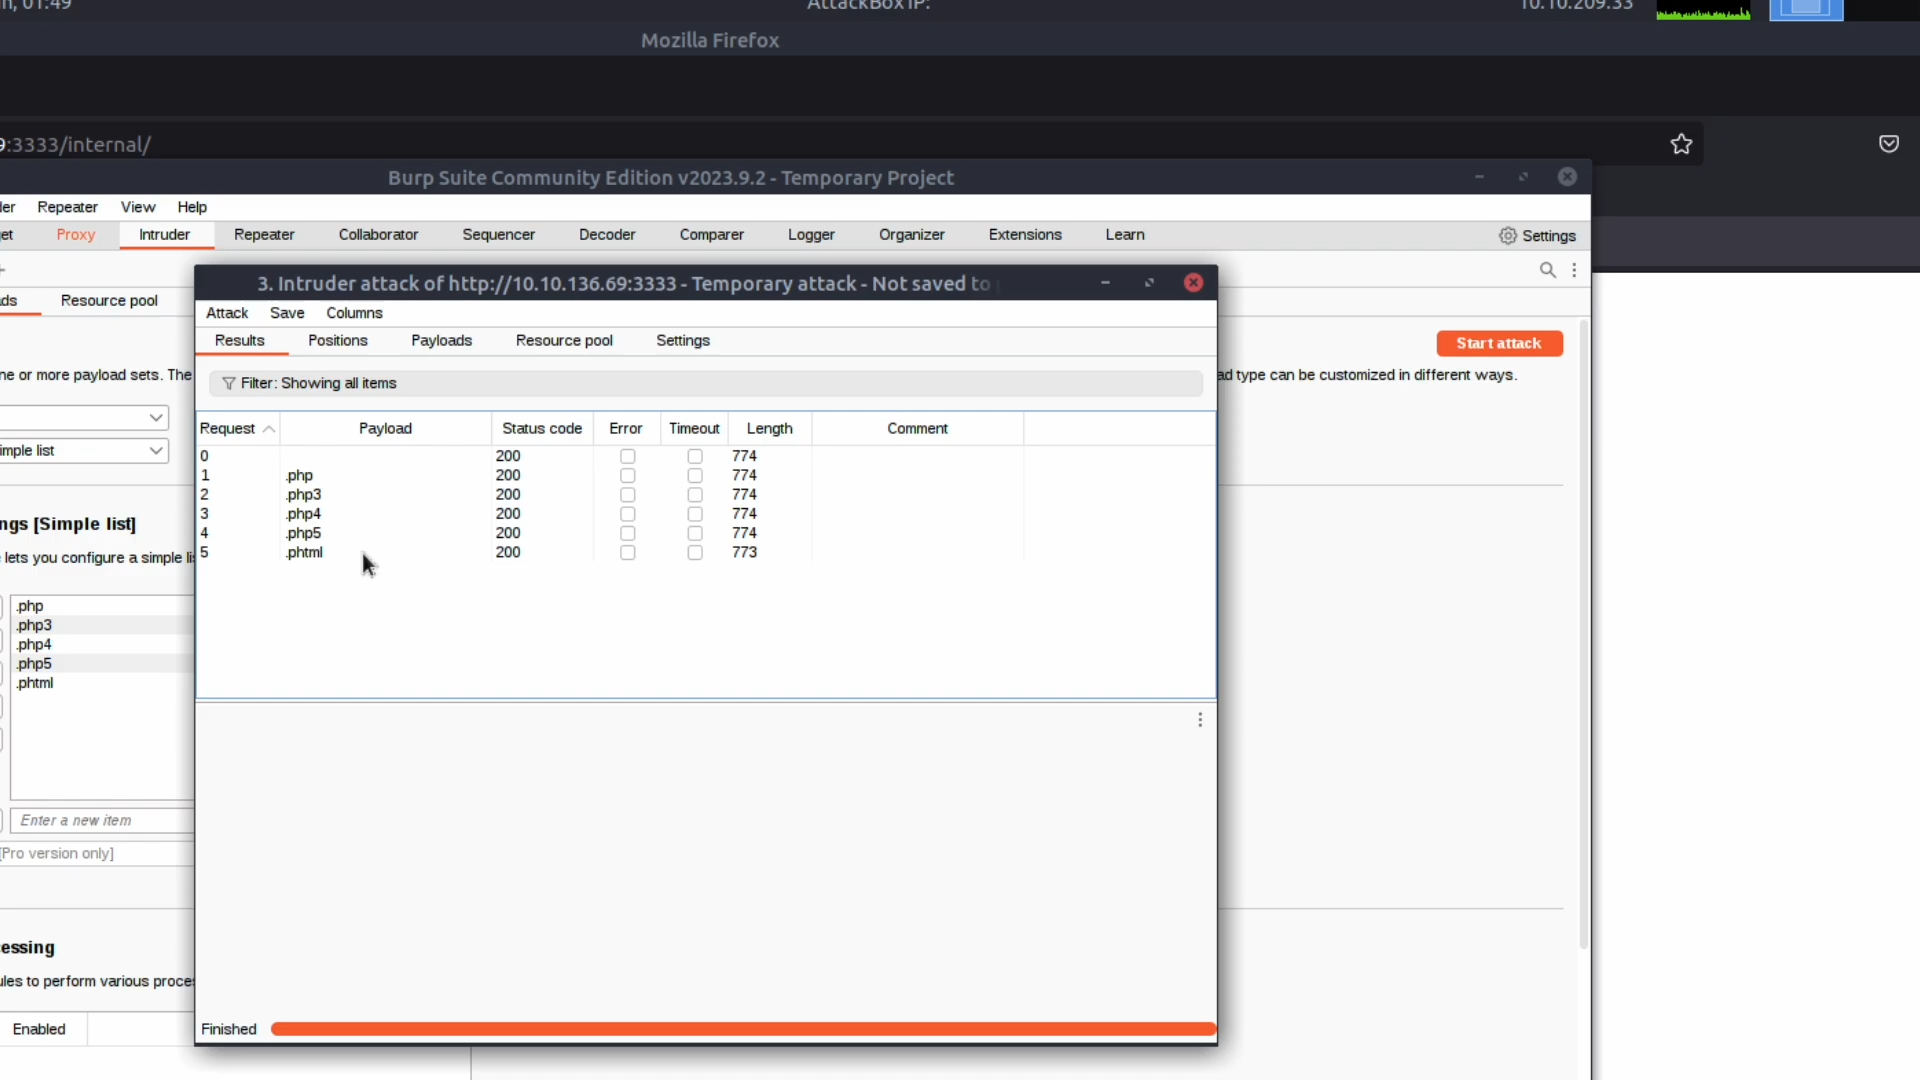 n, 01:49
AttackBox IP:
10.10.209.33
Mozilla Firefox
9:3333/internal/
Burp Suite Community Edition v2023.9.2 - Temporary Project
der Repeater View Help
et Proxy Intruder Repeater Collaborator Sequencer Decoder Comparer Logger Organizer Extensions Learn Settings
ds Resource pool
3. Intruder attack of http://10.10.136.69:3333 - Temporary attack - Not saved to p
Attack Save Columns
Results Positions Payloads Resource pool Settings
Start attack
ne or more payload sets. The
ad type can be customized in different ways.
Filter: Showing all items
Request Payload Status code Error Timeout Length Comment
imple list
0 200 774
1 .php 200 774
2 .php3 200 774
3 .php4 200 774
4 .php5 200 774
5 .phtml 200 773
ngs [Simple list]
lets you configure a simple li
.php
.php3
.php4
.php5
.phtml
Enter a new item
[Pro version only]
essing
ules to perform various proces
Enabled
Finished